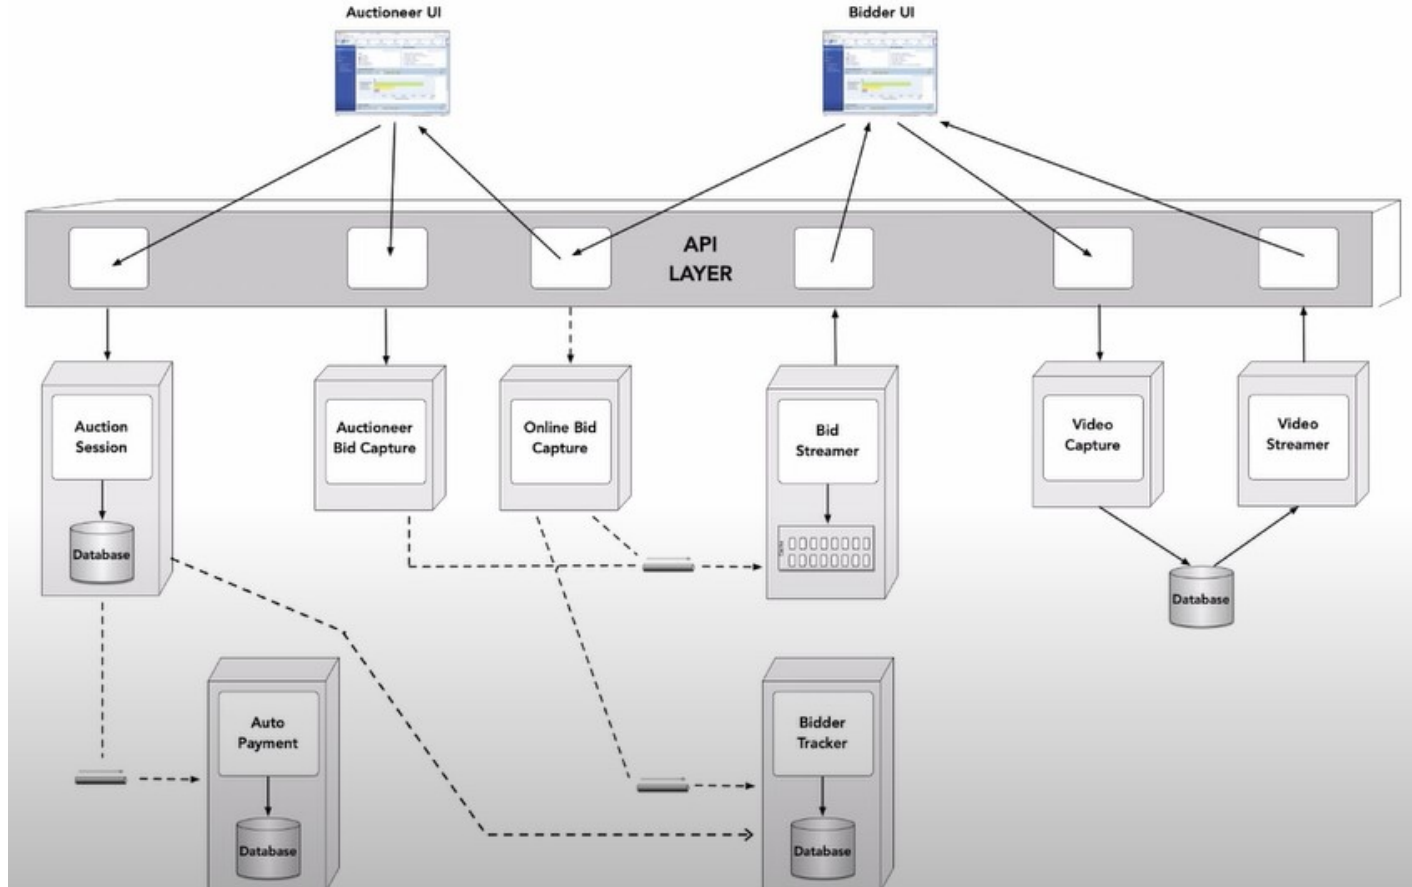 Auctioneer UI
Bidder UI
API
LAYER
Auction
Session
Database
Auctioneer
Bid Capture
Online Bid
Capture
Bid
Streamer
Cache
Video
Capture
Video
Streamer
Database
Auto
Payment
Database
Bidder
Tracker
Database